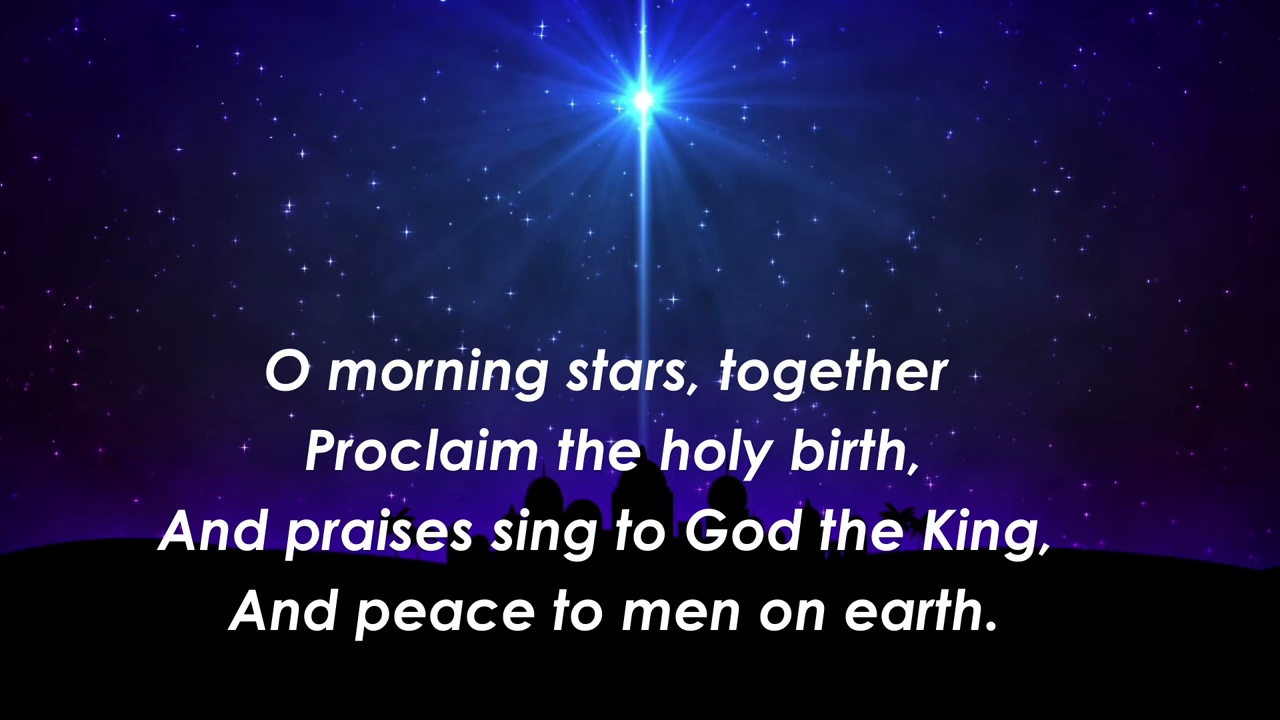 O morning stars, together
Proclaim the holy birth,
And praises sing to God the King,
And peace to men on earth.